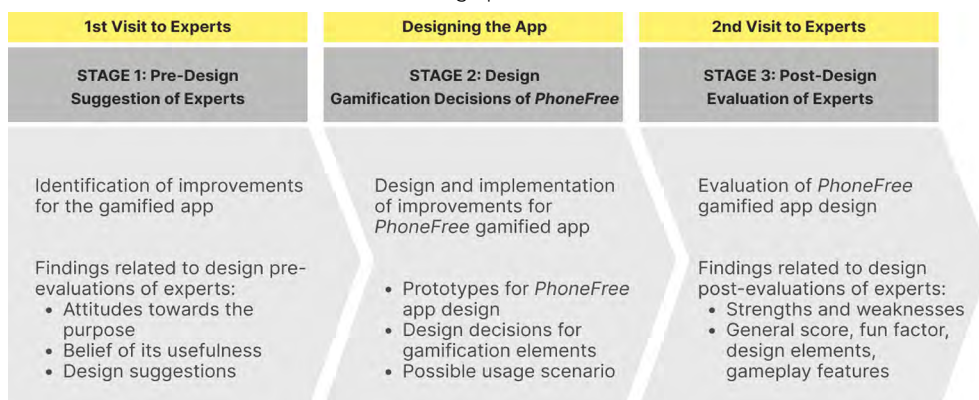 1st Visit to Experts
STAGE 1: Pre-Design
Suggestion of Experts
Identification of improvements
for the gamified app
Findings related to design pre-
evaluations of experts:
• Attitudes towards the
purpose
• Belief of its usefulness
• Design suggestions
Designing the App
STAGE 2: Design
Gamification Decisions of PhoneFree
Design and implementation
of improvements for
PhoneFree gamified app
• Prototypes for PhoneFree
app design
• Design decisions for
gamification elements
• Possible usage scenario
2nd Visit to Experts
STAGE 3: Post-Design
Evaluation of Experts
Evaluation of PhoneFree
gamified app design
Findings related to design
post-evaluations of experts:
• Strengths and weaknesses
• General score, fun factor,
design elements,
gameplay features